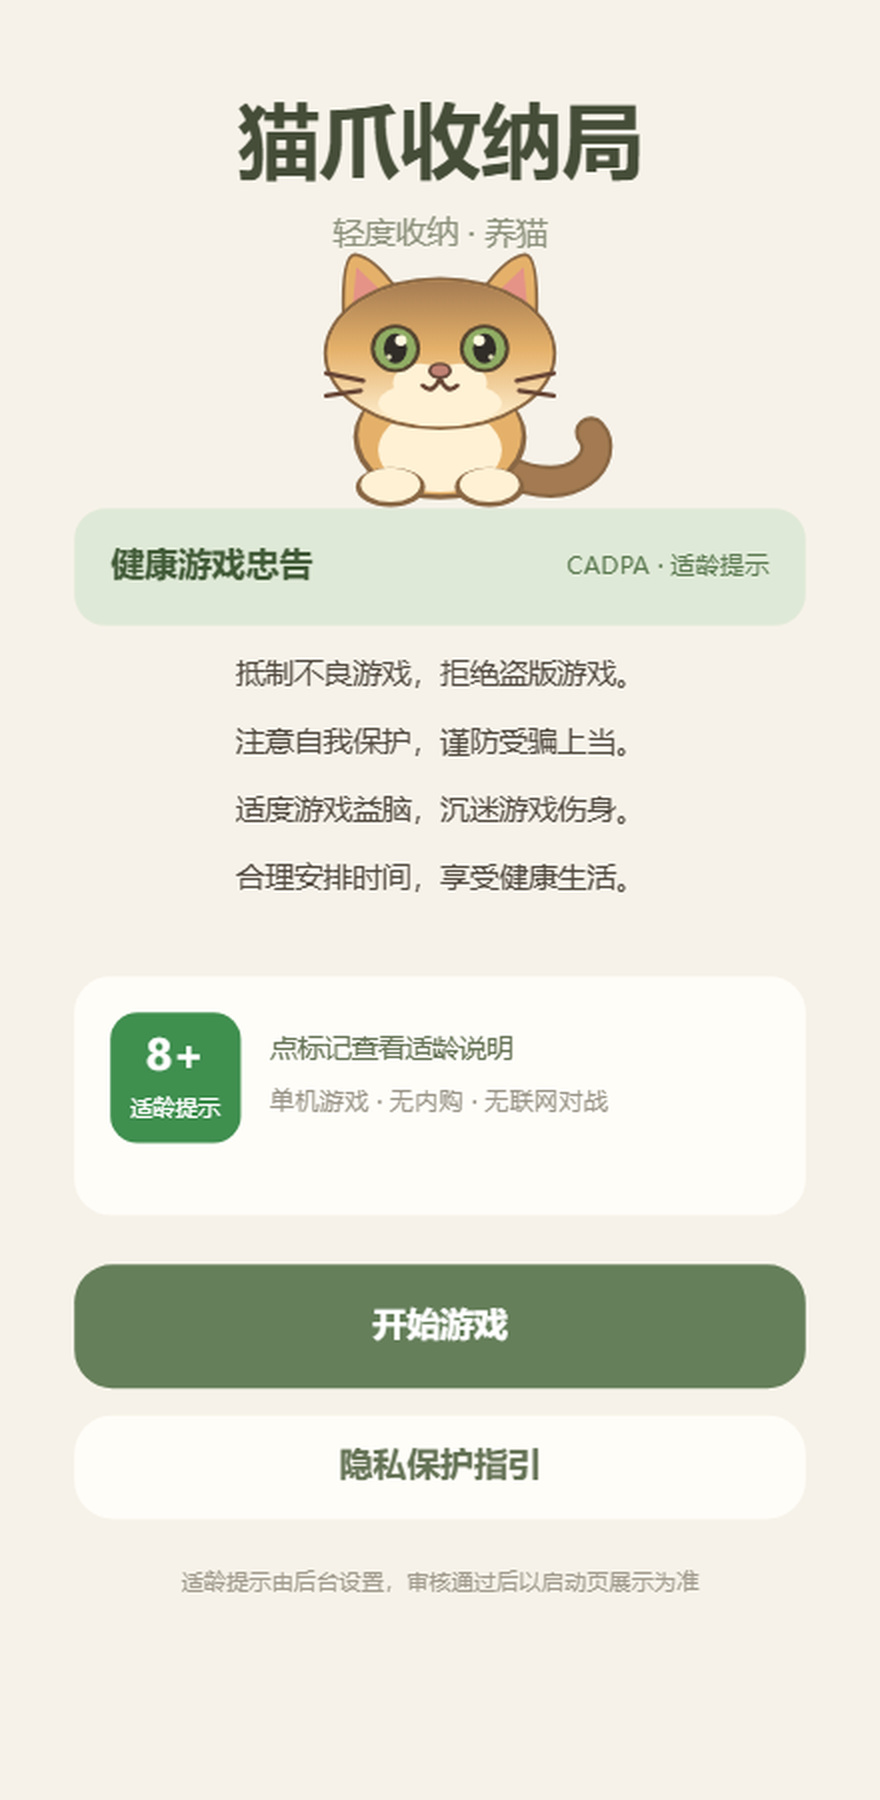 猫爪收纳局
轻度收纳 · 养猫
健康游戏忠告
CADPA · 适龄提示
抵制不良游戏，拒绝盗版游戏。
注意自我保护，谨防受骗上当。
适度游戏益脑，沉迷游戏伤身。
合理安排时间，享受健康生活。
8+
适龄提示
点标记查看适龄说明
单机游戏 · 无内购 · 无联网对战
开始游戏
隐私保护指引
适龄提示由后台设置，审核通过后以启动页展示为准